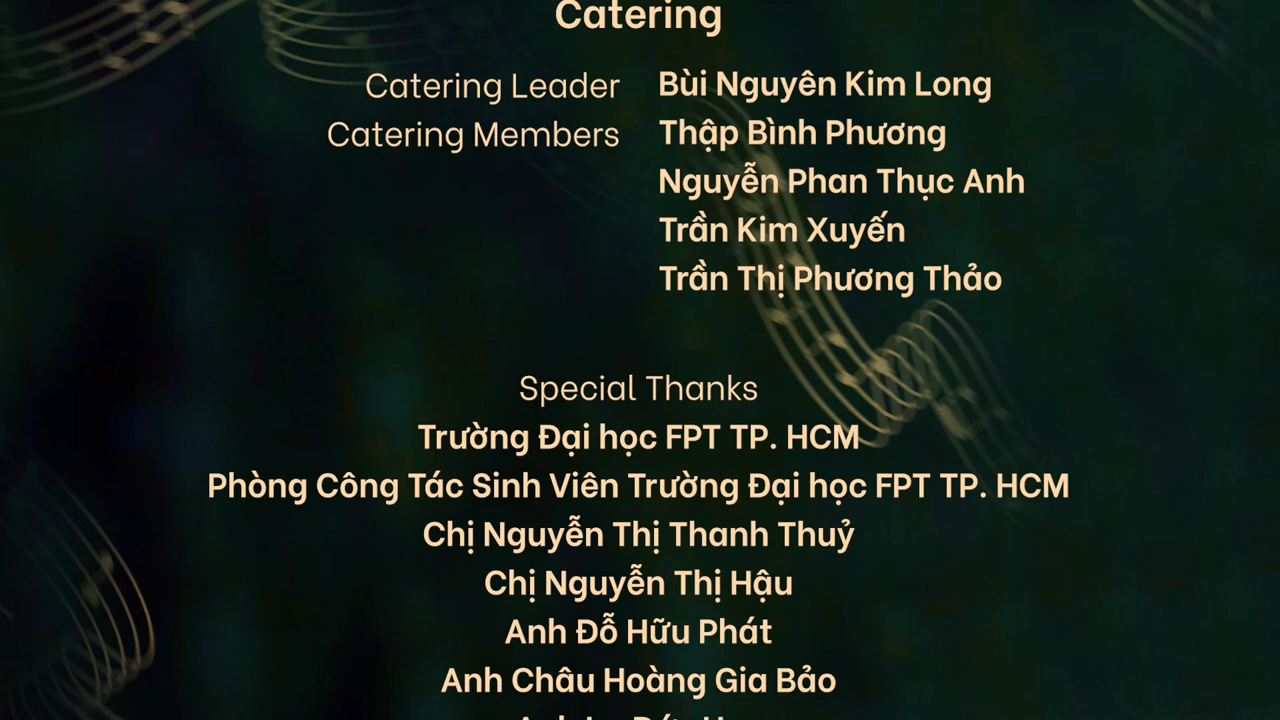 Catering
Catering Leader Bùi Nguyên Kim Long
Catering Members Thập Bình Phương
Nguyễn Phan Thục Anh
Trần Kim Xuyến
Trần Thị Phương Thảo
Special Thanks
Trường Đại học FPT TP. HCM
Phòng Công Tác Sinh Viên Trường Đại học FPT TP. HCM
Chị Nguyễn Thị Thanh Thuỷ
Chị Nguyễn Thị Hậu
Anh Đỗ Hữu Phát
Anh Châu Hoàng Gia Bảo